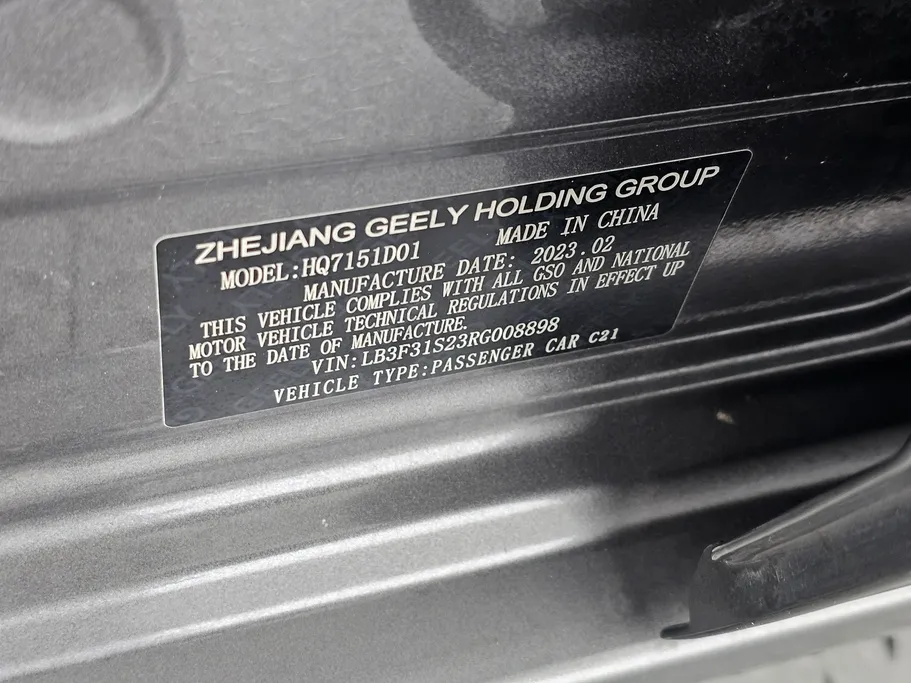 ZHEJIANG GEELY HOLDING GROUP
MODEL:HQ7151D01 MADE IN CHINA
MANUFACTURE DATE: 2023.02
THIS VEHICLE COMPLIES WITH ALL GSO AND NATIONAL
MOTOR VEHICLE TECHNICAL REGULATIONS IN EFFECT UP
TO THE DATE OF MANUFACTURE.
VIN:LB3F31S23RG008898
VEHICLE TYPE:PASSENGER CAR C21